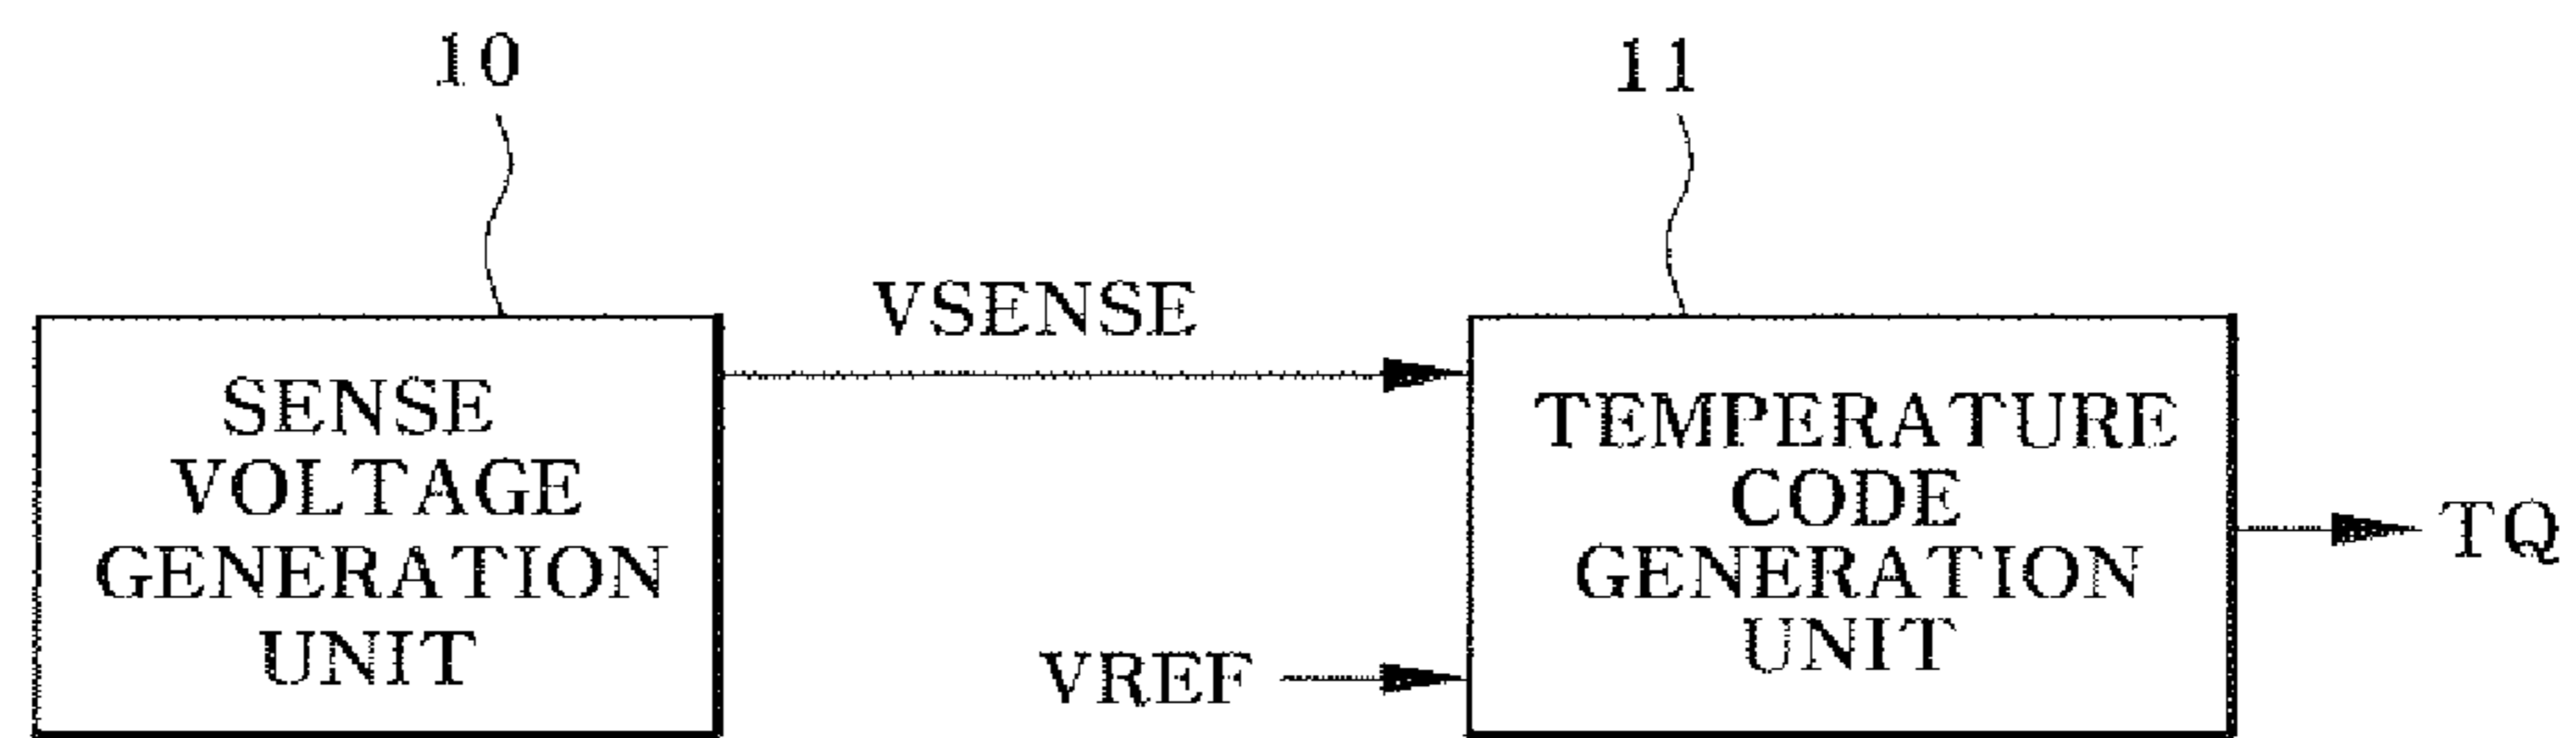 10
11
VSENSE
SENSE
VOLTAGE
GENERATION
UNIT
VREF
TEMPERATURE
CODE
GENERATION
UNIT
TQ